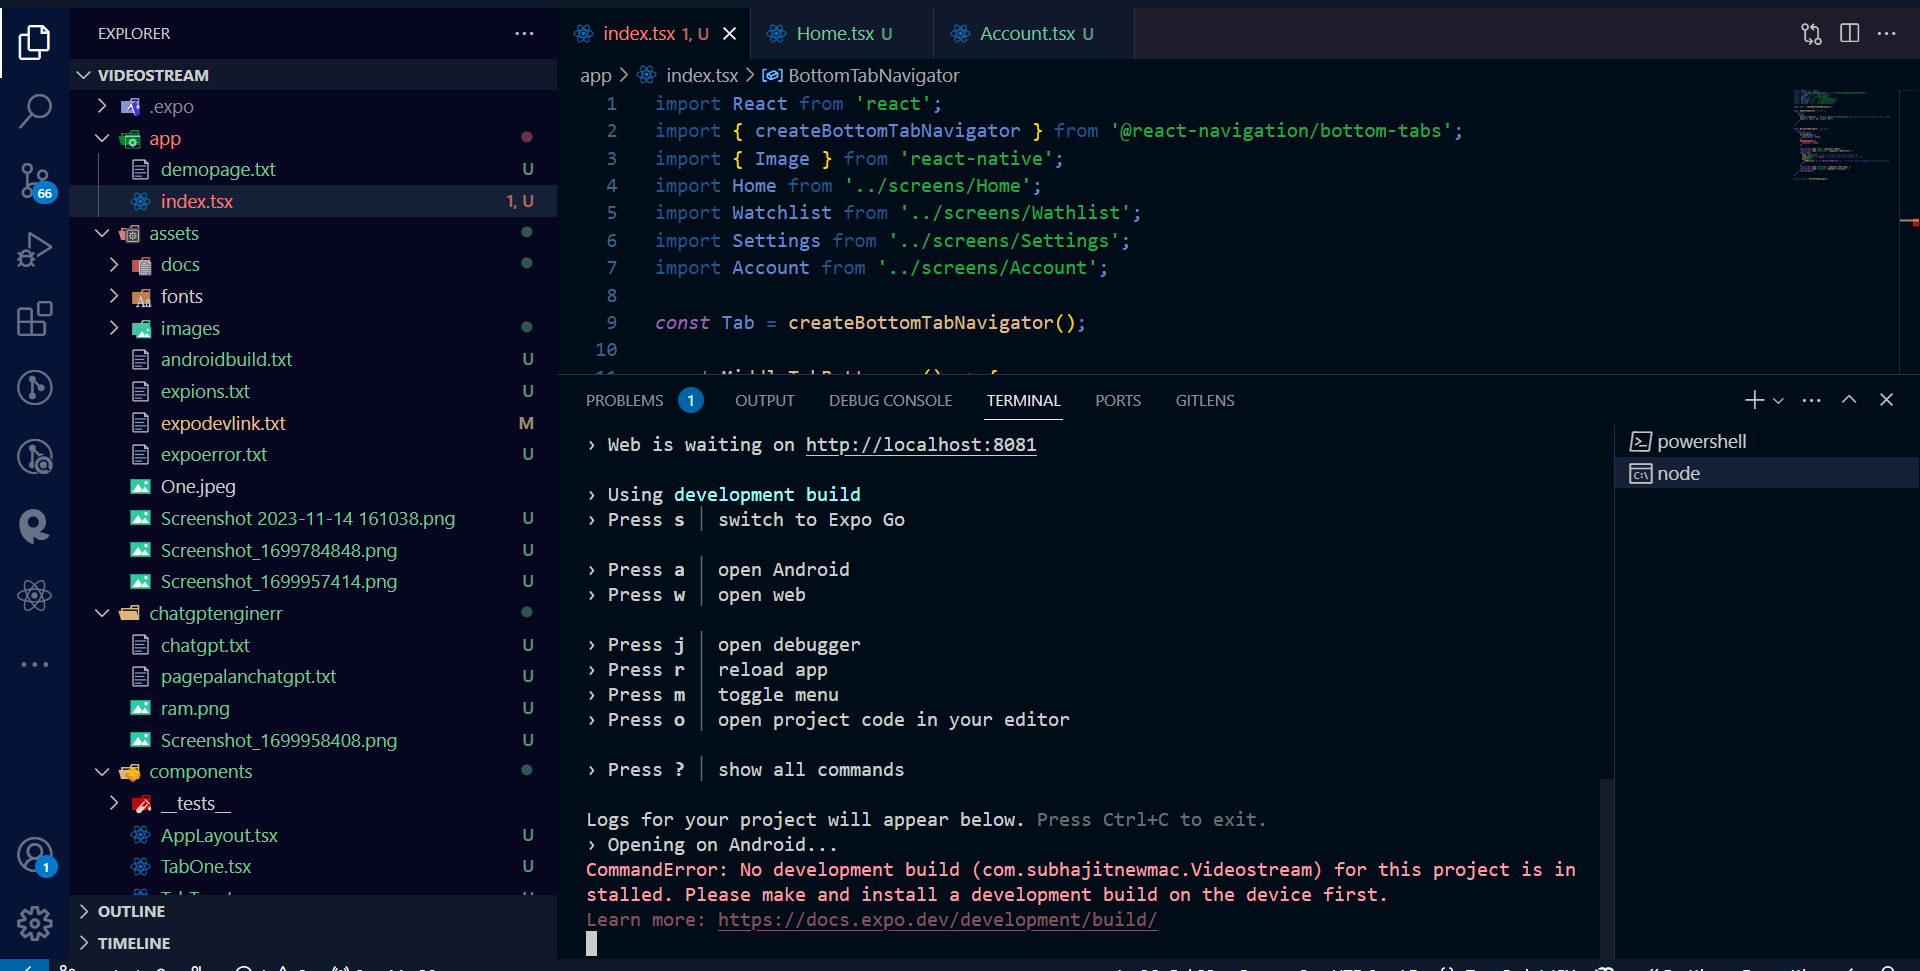 EXPLORER
VIDEOSTREAM
.expo
app
demopage.txt U
index.tsx 1, U
assets
docs
fonts
images
androidbuild.txt U
expions.txt U
expodevlink.txt M
expoerror.txt U
One.jpeg
Screenshot 2023-11-14 161038.png U
Screenshot_1699784848.png U
Screenshot_1699957414.png U
chatgptenginerr
chatgpt.txt U
pagepalanchatgpt.txt U
ram.png U
Screenshot_1699958408.png U
components
__tests__
AppLayout.tsx U
TabOne.tsx U
OUTLINE
TIMELINE
66
1
index.tsx 1, U
Home.tsx U
Account.tsx U
app > index.tsx > BottomTabNavigator
1 import React from 'react';
2 import { createBottomTabNavigator } from '@react-navigation/bottom-tabs';
3 import { Image } from 'react-native';
4 import Home from '../screens/Home';
5 import Watchlist from '../screens/Wathlist';
6 import Settings from '../screens/Settings';
7 import Account from '../screens/Account';
8
9 const Tab = createBottomTabNavigator();
10
PROBLEMS 1 OUTPUT DEBUG CONSOLE TERMINAL PORTS GITLENS
› Web is waiting on http://localhost:8081
› Using development build
› Press s │ switch to Expo Go
› Press a │ open Android
› Press w │ open web
› Press j │ open debugger
› Press r │ reload app
› Press m │ toggle menu
› Press o │ open project code in your editor
› Press ? │ show all commands
Logs for your project will appear below. Press Ctrl+C to exit.
› Opening on Android...
CommandError: No development build (com.subhajitnewmac.Videostream) for this project is in
stalled. Please make and install a development build on the device first.
Learn more: https://docs.expo.dev/development/build/
powershell
node